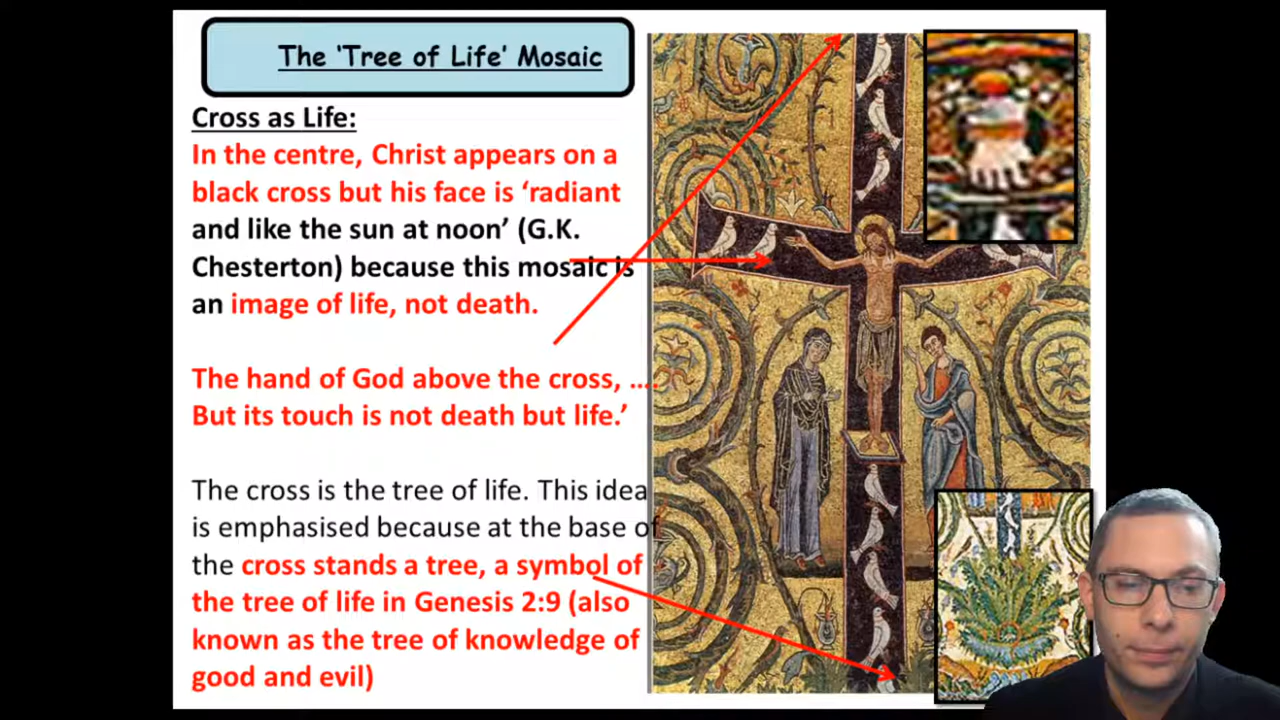 The ‘Tree of Life’ Mosaic
Cross as Life:
In the centre, Christ appears on a
black cross but his face is ‘radiant
and like the sun at noon’ (G.K.
Chesterton) because this mosaic is
an image of life, not death.
The hand of God above the cross, ....
But its touch is not death but life.’
The cross is the tree of life. This idea
is emphasised because at the base of
the cross stands a tree, a symbol of
the tree of life in Genesis 2:9 (also
known as the tree of knowledge of
good and evil)